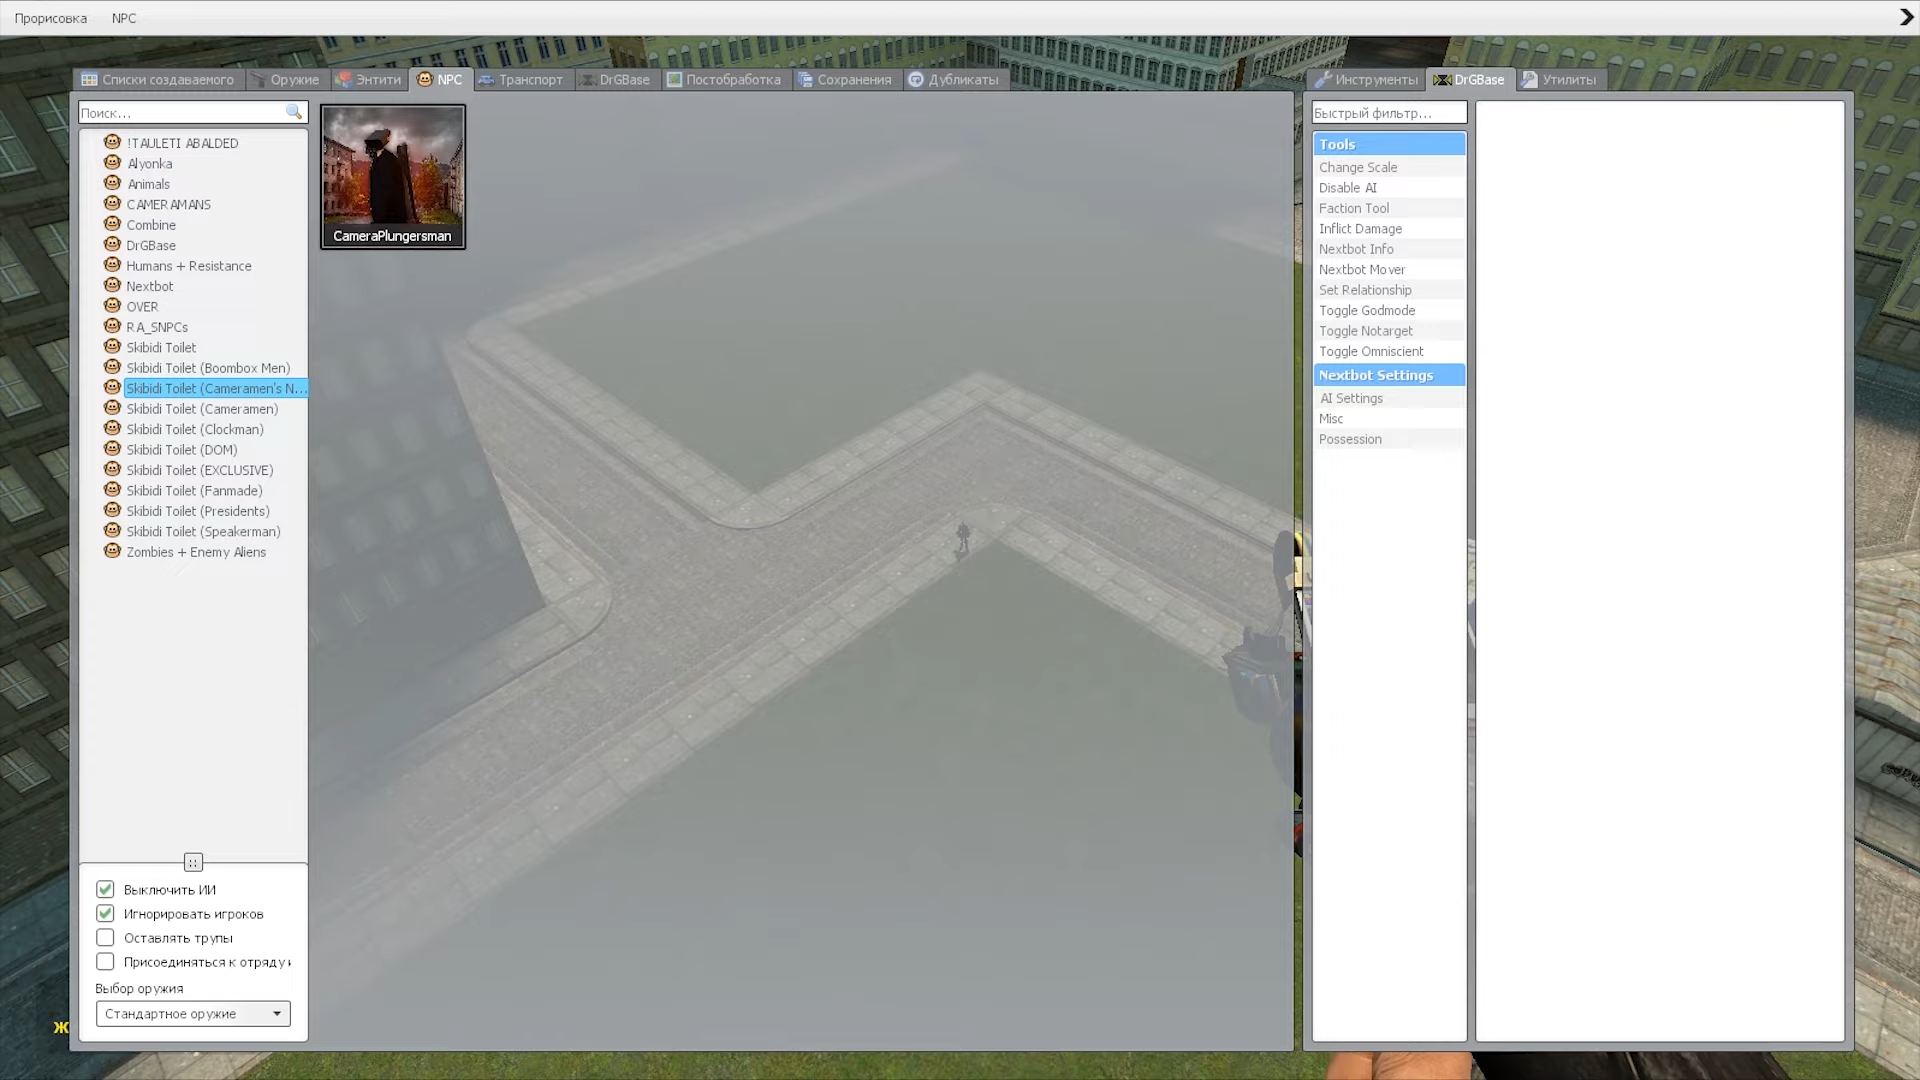 Прорисовка NPC
Списки создаваемого Оружие Энтити NPC Транспорт DrGBase Постобработка Сохранения Дубликаты
Инструменты DrGBase Утилиты
Поиск...
!TAULETI ABALDED
Alyonka
Animals
CAMERAMANS
Combine
DrGBase
Humans + Resistance
Nextbot
OVER
RA_SNPCs
Skibidi Toilet
Skibidi Toilet (Boombox Men)
Skibidi Toilet (Cameramen's N...
Skibidi Toilet (Cameramen)
Skibidi Toilet (Clockman)
Skibidi Toilet (DOM)
Skibidi Toilet (EXCLUSIVE)
Skibidi Toilet (Fanmade)
Skibidi Toilet (Presidents)
Skibidi Toilet (Speakerman)
Zombies + Enemy Aliens
Выключить ИИ
Игнорировать игроков
Оставлять трупы
Присоединяться к отряду
Выбор оружия
Стандартное оружие
Ж
CameraPlungersman
Быстрый фильтр...
Tools
Change Scale
Disable AI
Faction Tool
Inflict Damage
Nextbot Info
Nextbot Mover
Set Relationship
Toggle Godmode
Toggle Notarget
Toggle Omniscient
Nextbot Settings
AI Settings
Misc
Possession